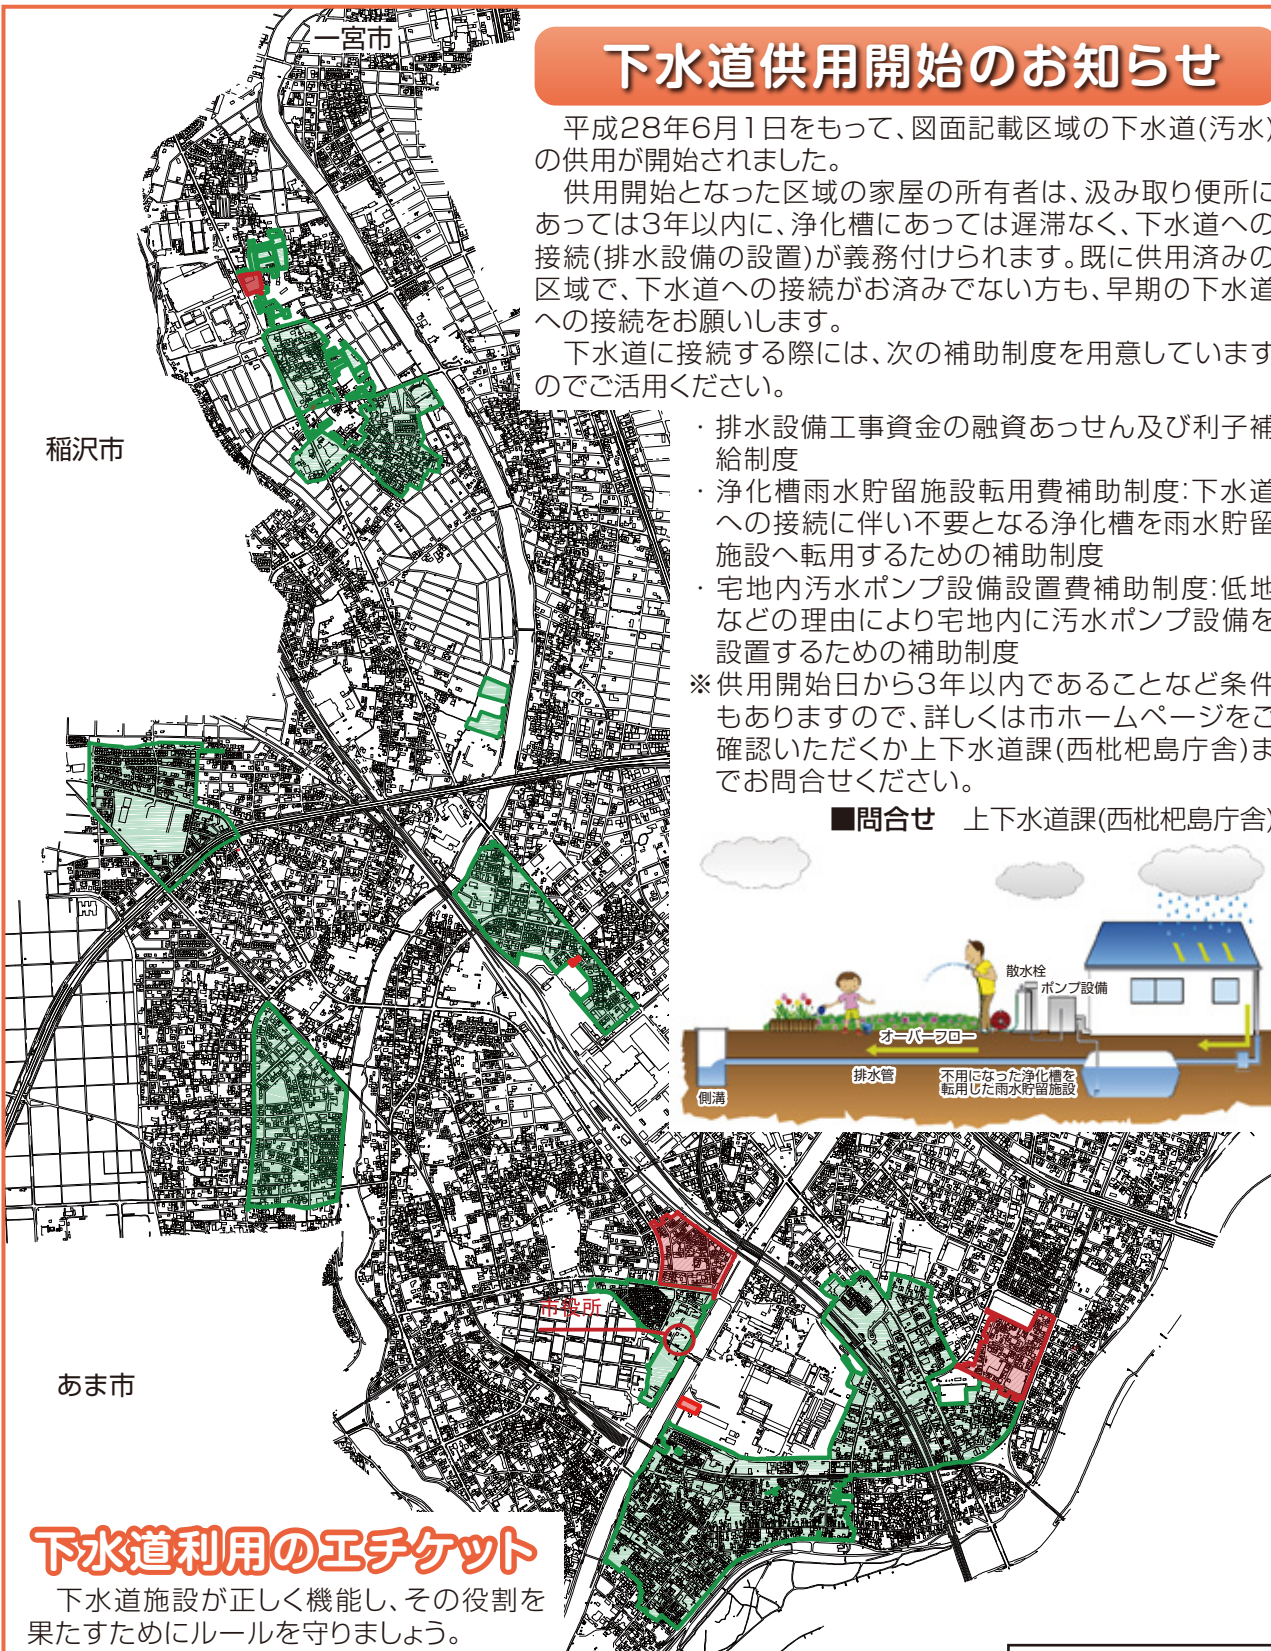 一宮市
下水道供用開始のお知らせ
平成28年6月1日をもって、図面記載区域の下水道(汚水)
の供用が開始されました。
供用開始となった区域の家屋の所有者は、汲み取り便所に
あっては3年以内に、浄化槽にあっては遅滞なく、下水道への
接続(排水設備の設置)が義務付けられます。既に供用済みの
区域で、下水道への接続がお済みでない方も、早期の下水道
への接続をお願いします。
下水道に接続する際には、次の補助制度を用意しています
のでご活用ください。
・排水設備工事資金の融資あっせん及び利子補
給制度
・浄化槽雨水貯留施設転用費補助制度:下水道
への接続に伴い不要となる浄化槽を雨水貯留
施設へ転用するための補助制度
・宅地内汚水ポンプ設備設置費補助制度:低地
などの理由により宅地内に汚水ポンプ設備を
設置するための補助制度
※供用開始日から3年以内であることなど条件
もありますので、詳しくは市ホームページをご
確認いただくか上下水道課(西枇杷島庁舎)ま
でお問合せください。
■問合せ 上下水道課(西枇杷島庁舎)
稲沢市
散水栓
ポンプ設備
オーバーフロー
排水管
不用になった浄化槽を
転用した雨水貯留施設
側溝
市役所
あま市
下水道利用のエチケット
下水道施設が正しく機能し、その役割を
果たすためにルールを守りましょう。